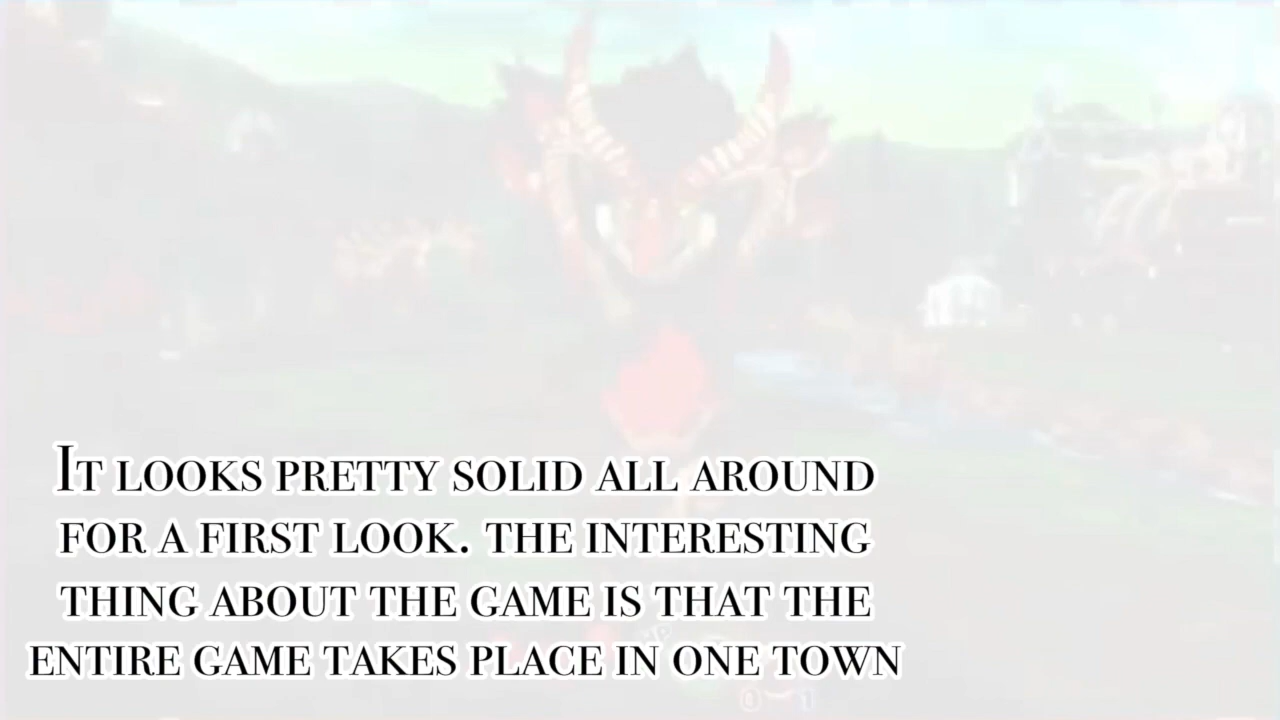 It looks pretty solid all around
for a first look. the interesting
thing about the game is that the
entire game takes place in one town